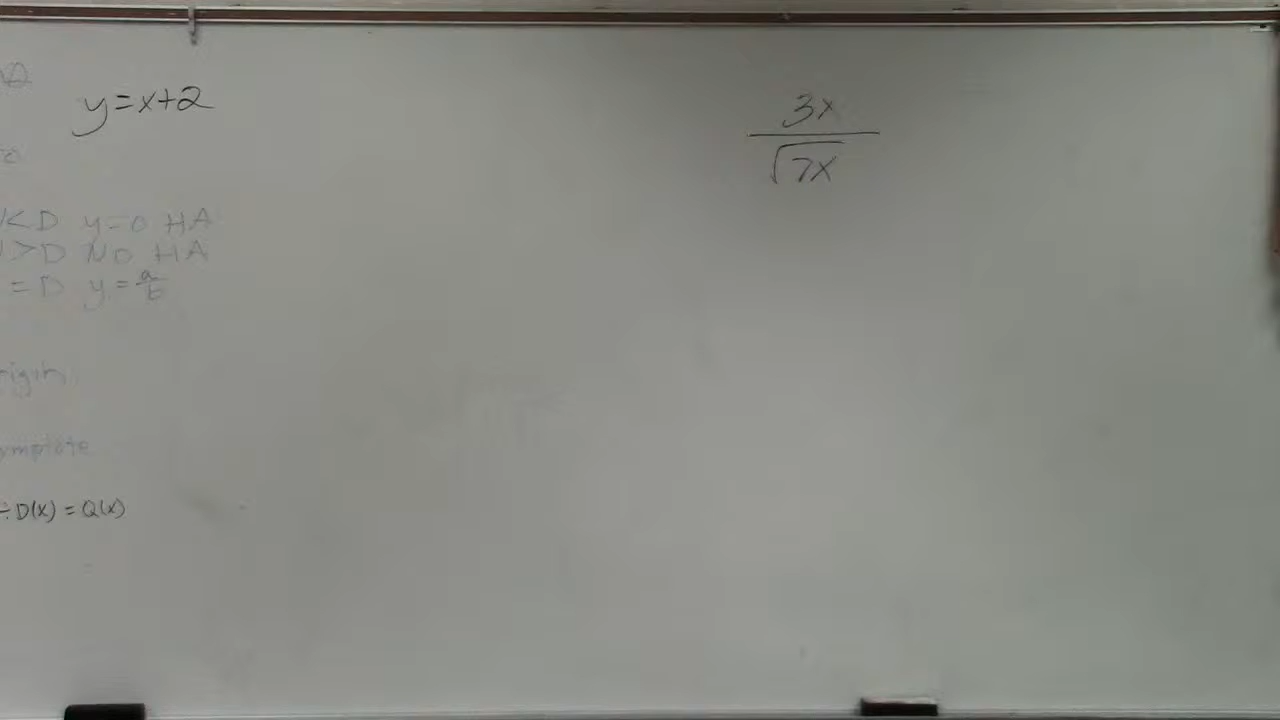 y=x+2
<D y=0 HA
>D NO HA
=D y=a/b
÷D(x)=Q(x)
3x
√7x